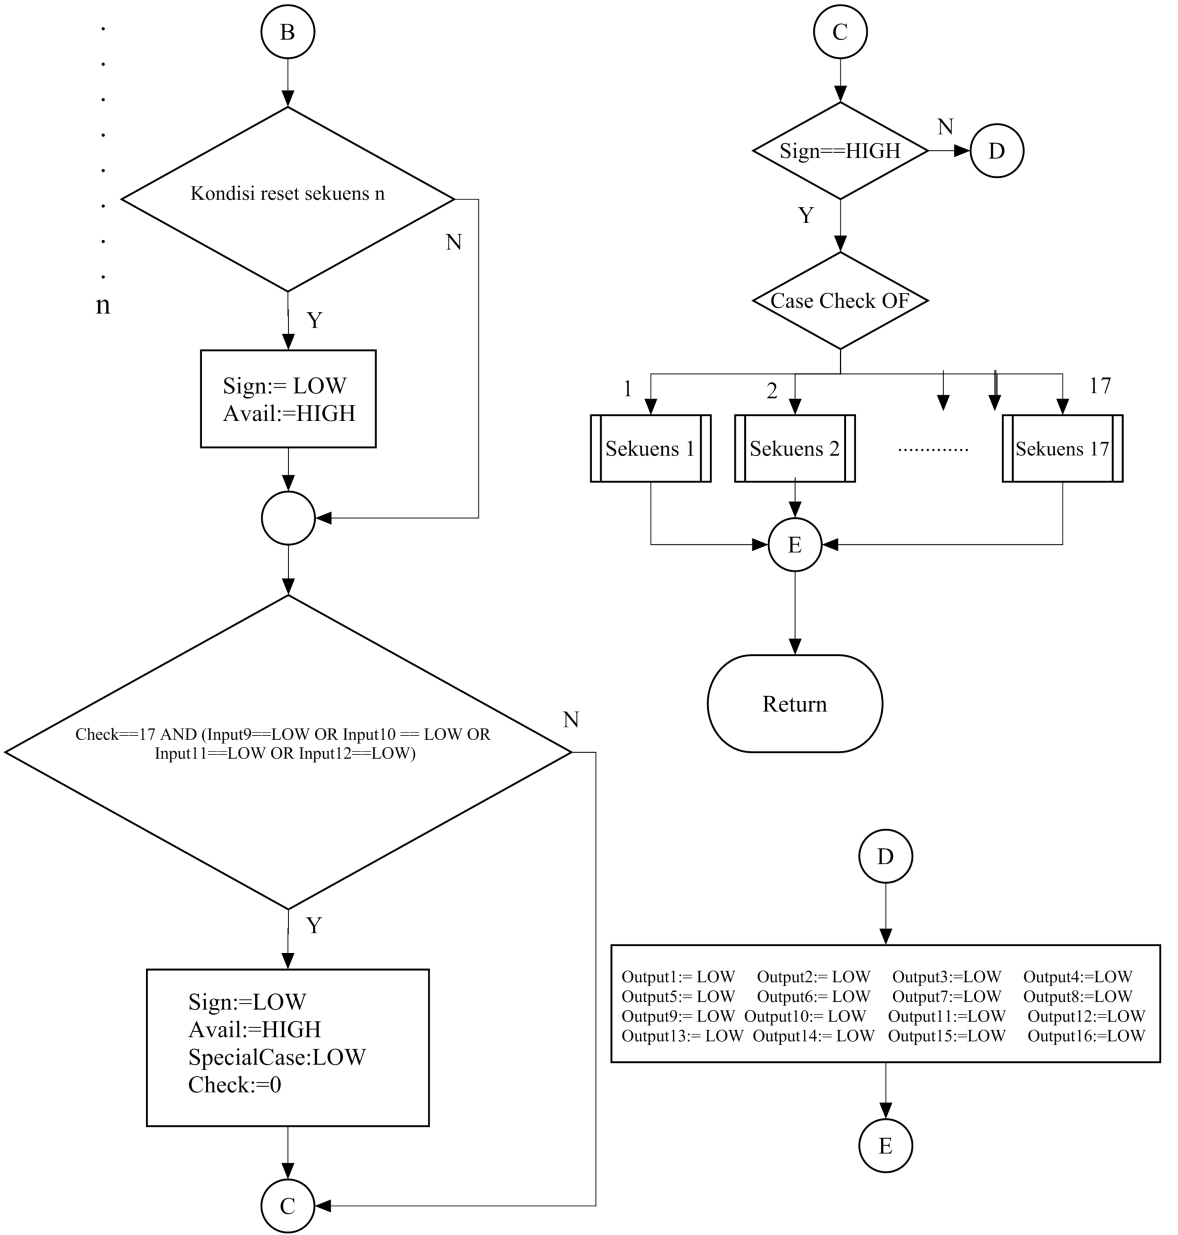 B
Kondisi reset sekuens n
N
n
Y
Sign:= LOW
Avail:=HIGH
Check==17 AND (Input9==LOW OR Input10 == LOW OR
Input11==LOW OR Input12==LOW)
N
Y
Sign:=LOW
Avail:=HIGH
SpecialCase:LOW
Check:=0
C
C
Sign==HIGH
N
D
Y
Case Check OF
1
2
17
Sekuens 1
Sekuens 2
.............
Sekuens 17
E
Return
D
Output1:= LOW Output2:= LOW Output3:=LOW Output4:=LOW
Output5:= LOW Output6:= LOW Output7:=LOW Output8:=LOW
Output9:= LOW Output10:= LOW Output11:=LOW Output12:=LOW
Output13:= LOW Output14:= LOW Output15:=LOW Output16:=LOW
E